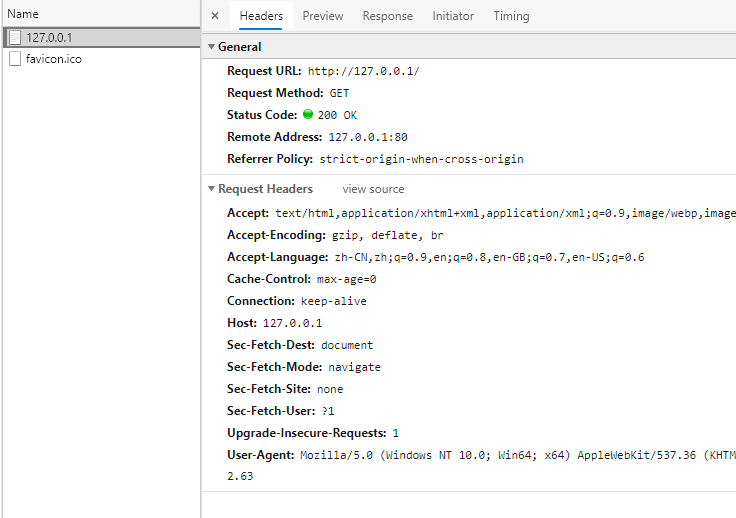 Name
127.0.0.1
favicon.ico
× Headers Preview Response Initiator Timing
General
Request URL: http://127.0.0.1/
Request Method: GET
Status Code: 200 OK
Remote Address: 127.0.0.1:80
Referrer Policy: strict-origin-when-cross-origin
Request Headers view source
Accept: text/html,application/xhtml+xml,application/xml;q=0.9,image/webp,image
Accept-Encoding: gzip, deflate, br
Accept-Language: zh-CN,zh;q=0.9,en;q=0.8,en-GB;q=0.7,en-US;q=0.6
Cache-Control: max-age=0
Connection: keep-alive
Host: 127.0.0.1
Sec-Fetch-Dest: document
Sec-Fetch-Mode: navigate
Sec-Fetch-Site: none
Sec-Fetch-User: ?1
Upgrade-Insecure-Requests: 1
User-Agent: Mozilla/5.0 (Windows NT 10.0; Win64; x64) AppleWebKit/537.36 (KHTM
2.63